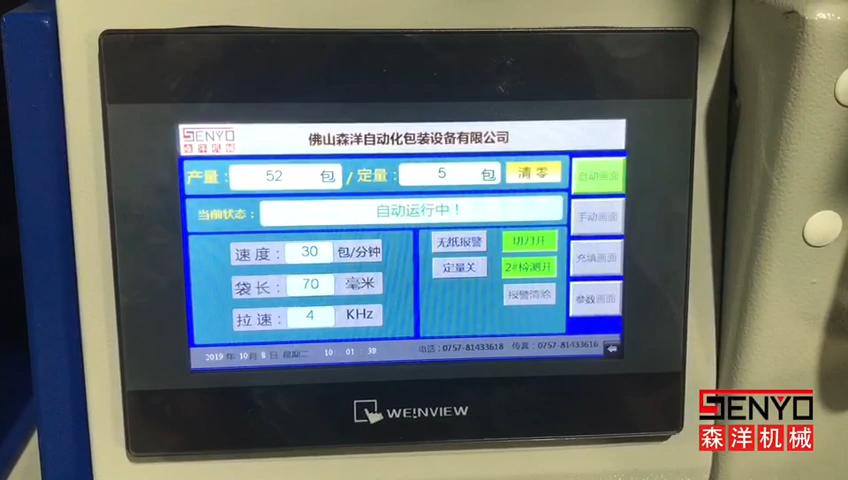 SENYO
森洋机械
佛山森洋自动化包装设备有限公司
产量： 52 包 / 定量： 5 包 清零
自动画面
当前状态： 自动运行中！
手动画面
速度： 30 包/分钟
无纸报警 切刀开
袋长： 70 毫米
定量关 2#检测开
充填画面
拉速： 4 KHz
报警清除
参数画面
2019 年 10 月 8 日 星期二 10 : 01 : 38
电话：0757-81433618 传真：0757-81433616
WEINVIEW
SENYO
森洋机械